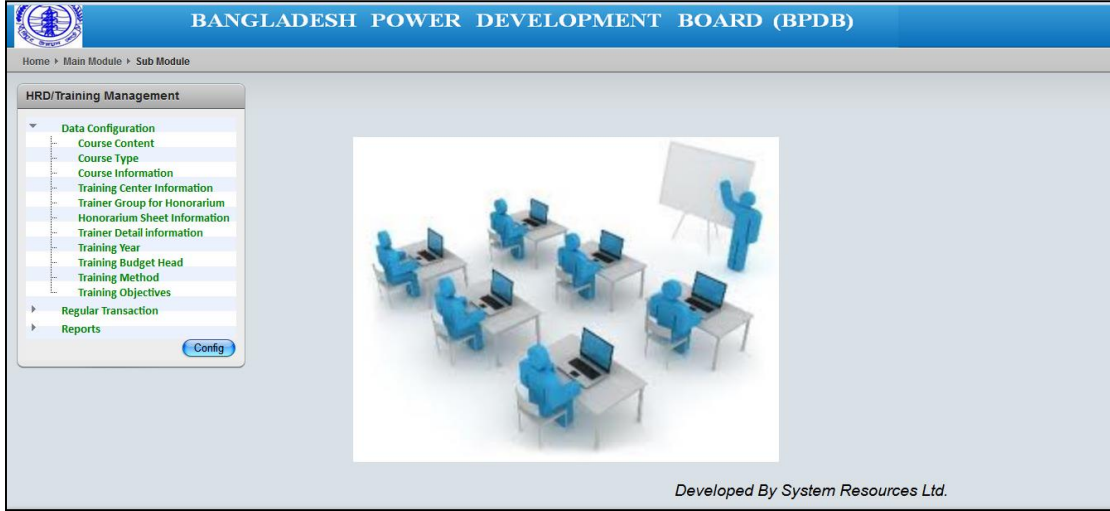 BANGLADESH POWER DEVELOPMENT BOARD (BPDB)
Home ▸ Main Module ▸ Sub Module
HRD/Training Management
Data Configuration
Course Content
Course Type
Course Information
Training Center Information
Trainer Group for Honorarium
Honorarium Sheet Information
Trainer Detail information
Training Year
Training Budget Head
Training Method
Training Objectives
Regular Transaction
Reports
Config
Developed By System Resources Ltd.